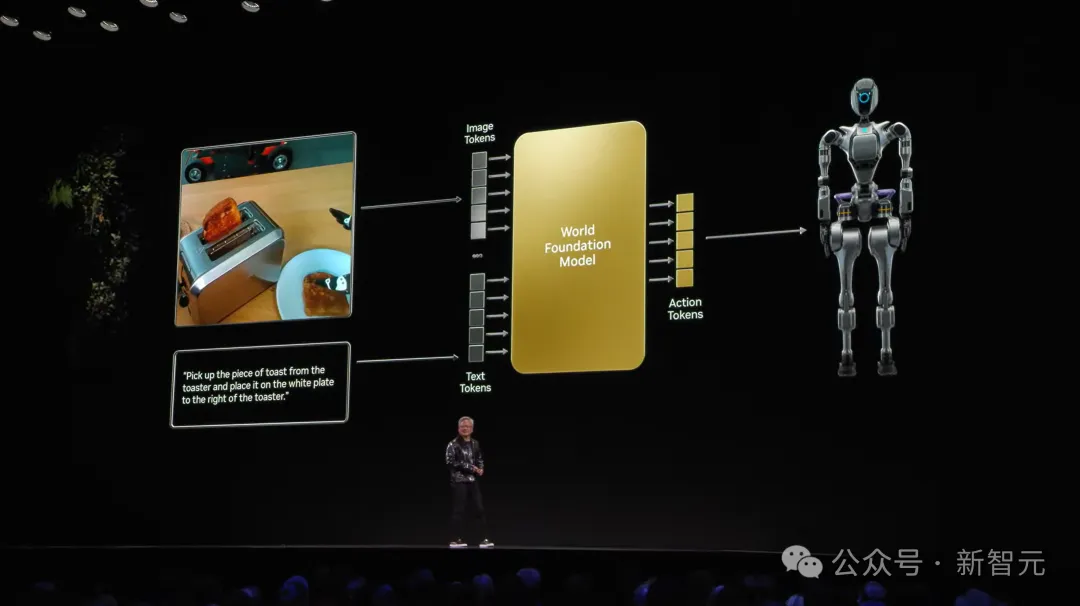 Image
Tokens
World
Foundation
Model
Action
Tokens
"Pick up the piece of toast from the
toaster and place it on the white plate
to the right of the toaster."
Text
Tokens
公众号 · 新智元